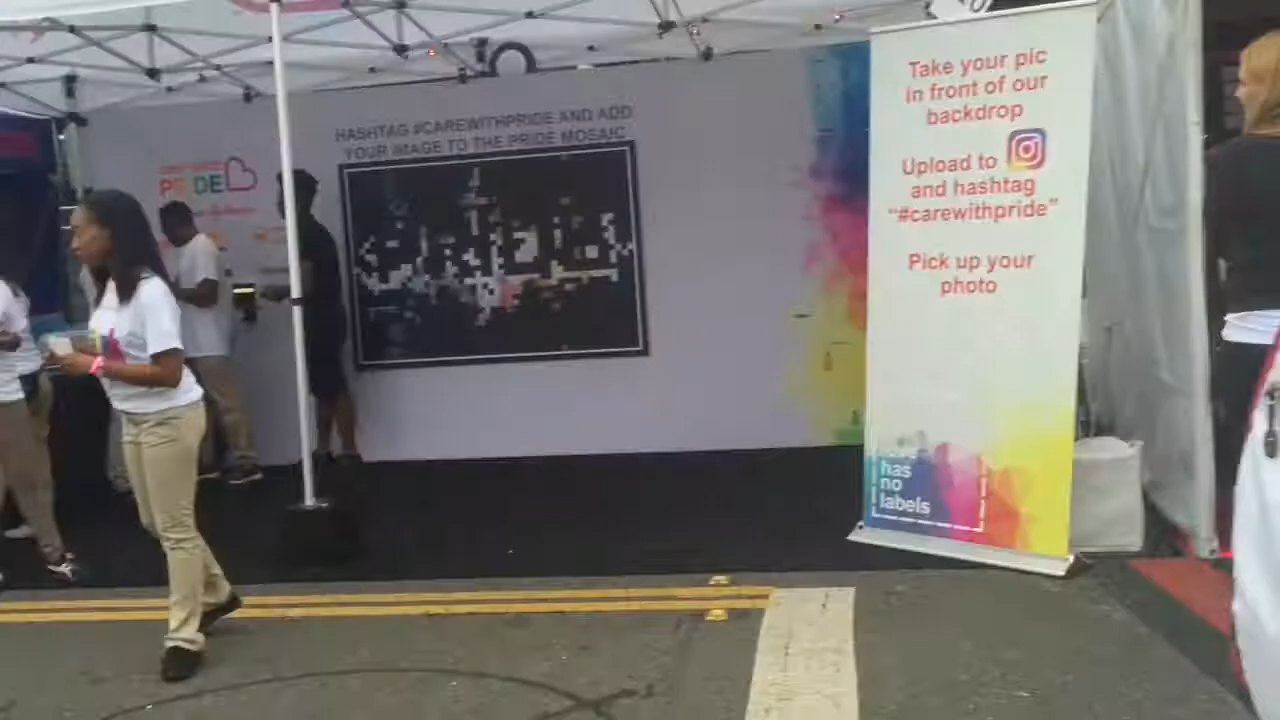 HASHTAG #CAREWITHPRIDE AND ADD
YOUR IMAGE TO THE PRIDE MOSAIC
PRIDE
Take your pic
in front of our
backdrop
Upload to
and hashtag
"#carewithpride"
Pick up your
photo
has
no
labels